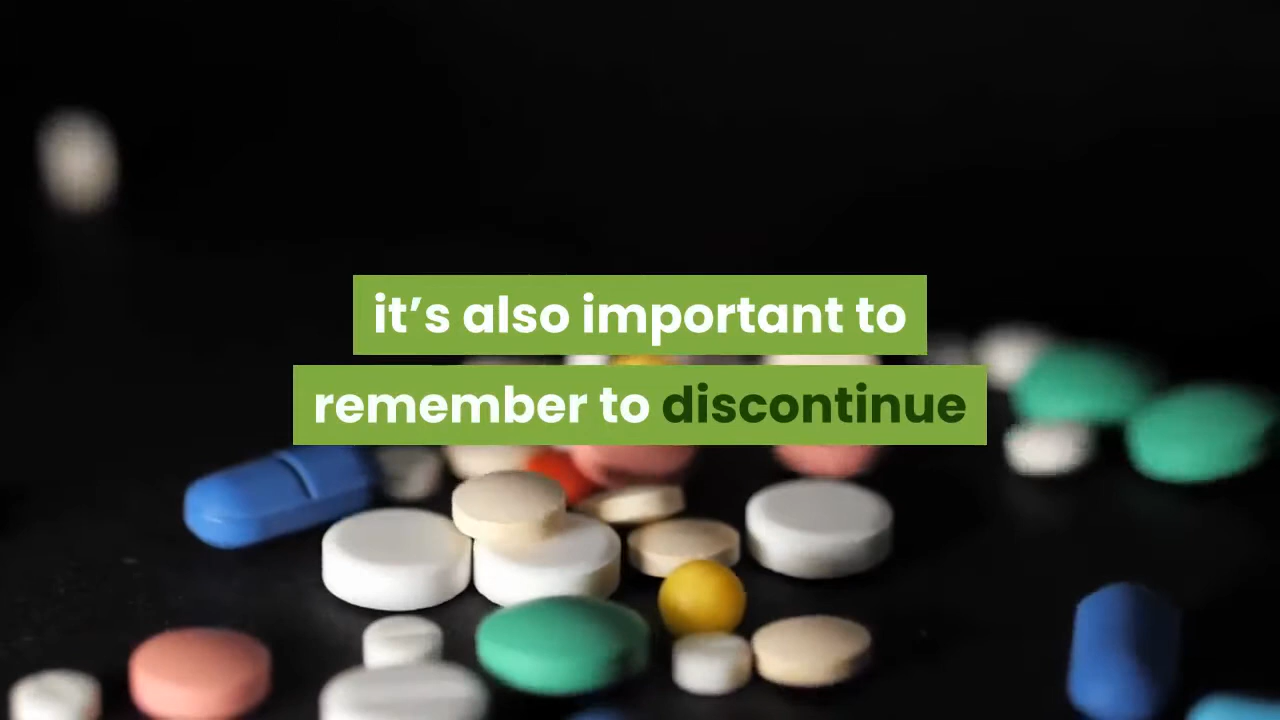 it’s also important to
remember to discontinue